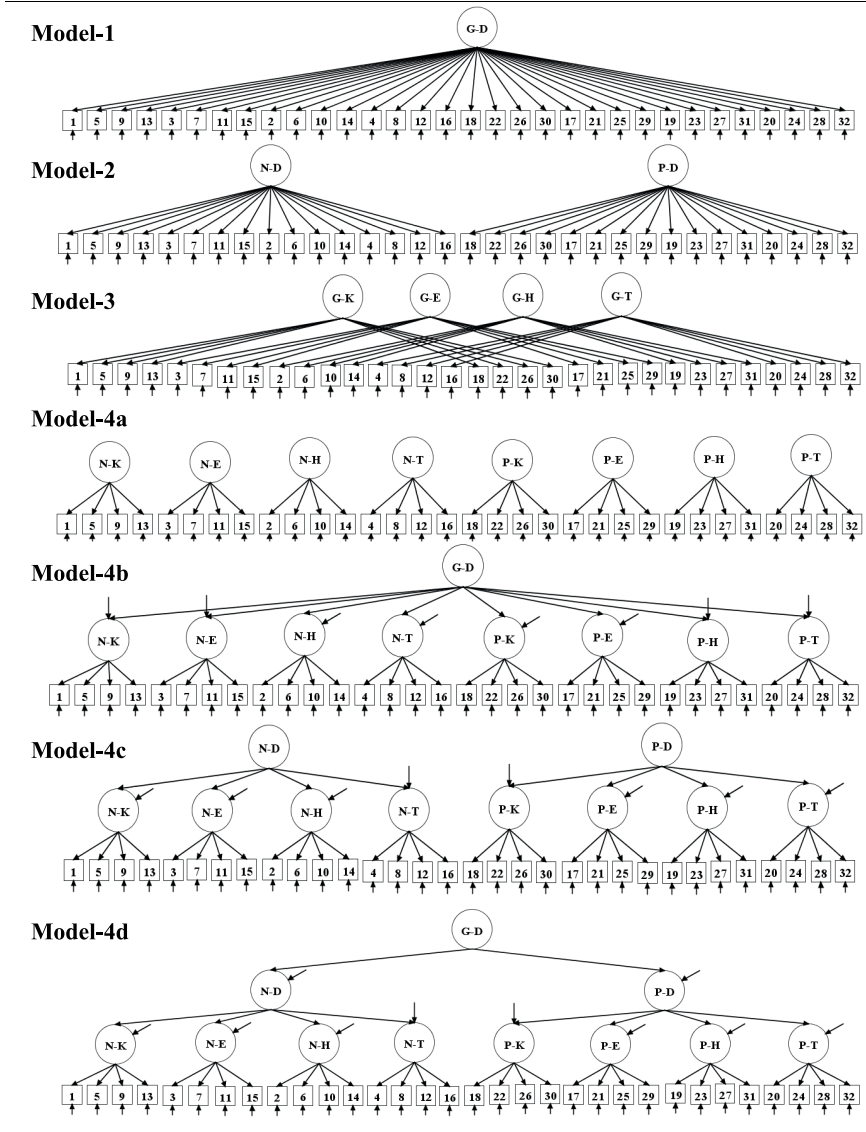 Model-1
G-D
1 5 9 13 3 7 11 15 2 6 10 14 4 8 12 16 18 22 26 30 17 21 25 29 19 23 27 31 20 24 28 32
Model-2
N-D P-D
1 5 9 13 3 7 11 15 2 6 10 14 4 8 12 16 18 22 26 30 17 21 25 29 19 23 27 31 20 24 28 32
Model-3
G-K G-E G-H G-T
1 5 9 13 3 7 11 15 2 6 10 14 4 8 12 16 18 22 26 30 17 21 25 29 19 23 27 31 20 24 28 32
Model-4a
N-K N-E N-H N-T P-K P-E P-H P-T
1 5 9 13 3 7 11 15 2 6 10 14 4 8 12 16 18 22 26 30 17 21 25 29 19 23 27 31 20 24 28 32
Model-4b
G-D
N-K N-E N-H N-T P-K P-E P-H P-T
1 5 9 13 3 7 11 15 2 6 10 14 4 8 12 16 18 22 26 30 17 21 25 29 19 23 27 31 20 24 28 32
Model-4c
N-D P-D
N-K N-E N-H N-T P-K P-E P-H P-T
1 5 9 13 3 7 11 15 2 6 10 14 4 8 12 16 18 22 26 30 17 21 25 29 19 23 27 31 20 24 28 32
Model-4d
G-D
N-D P-D
N-K N-E N-H N-T P-K P-E P-H P-T
1 5 9 13 3 7 11 15 2 6 10 14 4 8 12 16 18 22 26 30 17 21 25 29 19 23 27 31 20 24 28 32